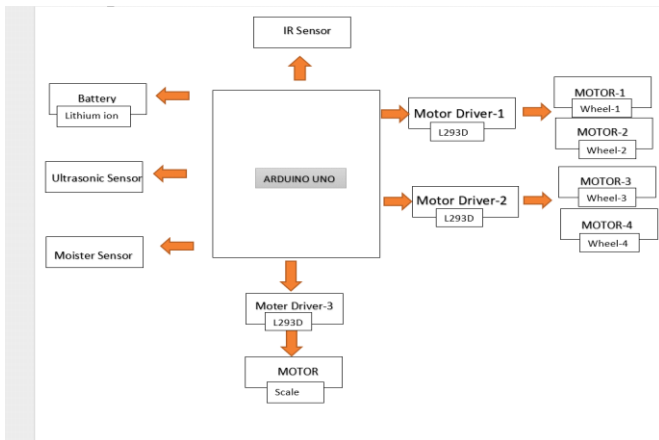 IR Sensor
Battery
Lithium ion
Ultrasonic Sensor
Moister Sensor
ARDUINO UNO
Motor Driver-1
L293D
MOTOR-1
Wheel-1
MOTOR-2
Wheel-2
Motor Driver-2
L293D
MOTOR-3
Wheel-3
MOTOR-4
Wheel-4
Moter Driver-3
L293D
MOTOR
Scale